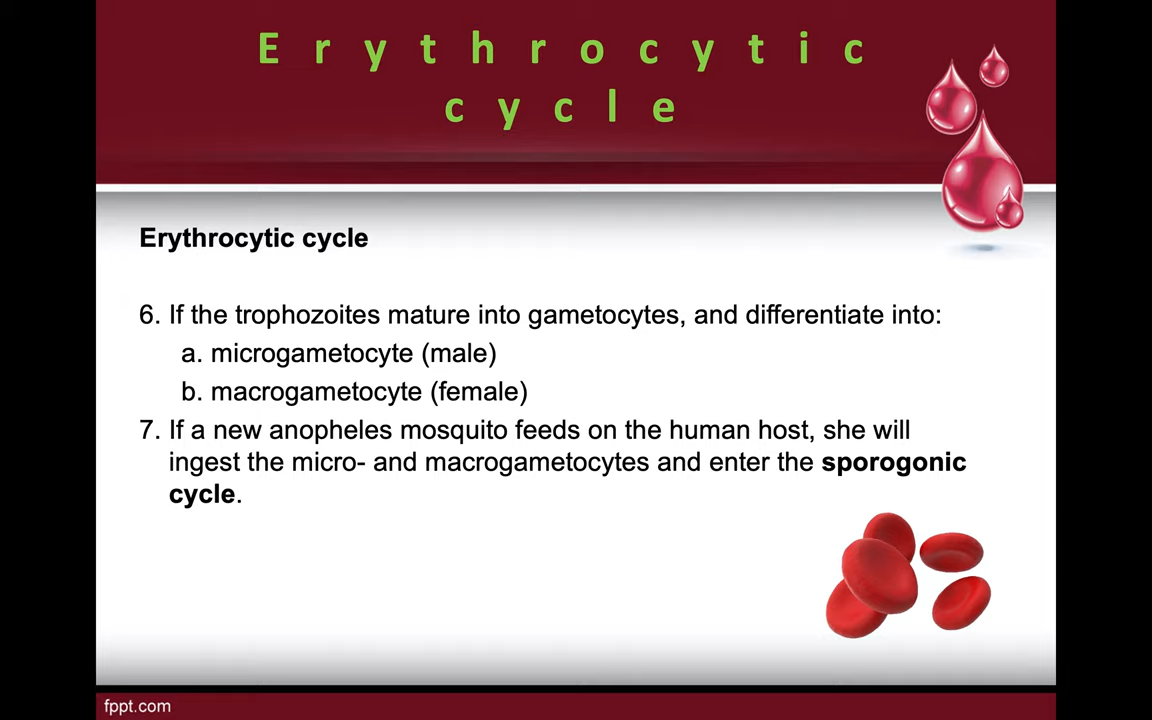 Erythrocytic
cycle
Erythrocytic cycle
6. If the trophozoites mature into gametocytes, and differentiate into:
a. microgametocyte (male)
b. macrogametocyte (female)
7. If a new anopheles mosquito feeds on the human host, she will
ingest the micro- and macrogametocytes and enter the sporogonic
cycle.
fppt.com